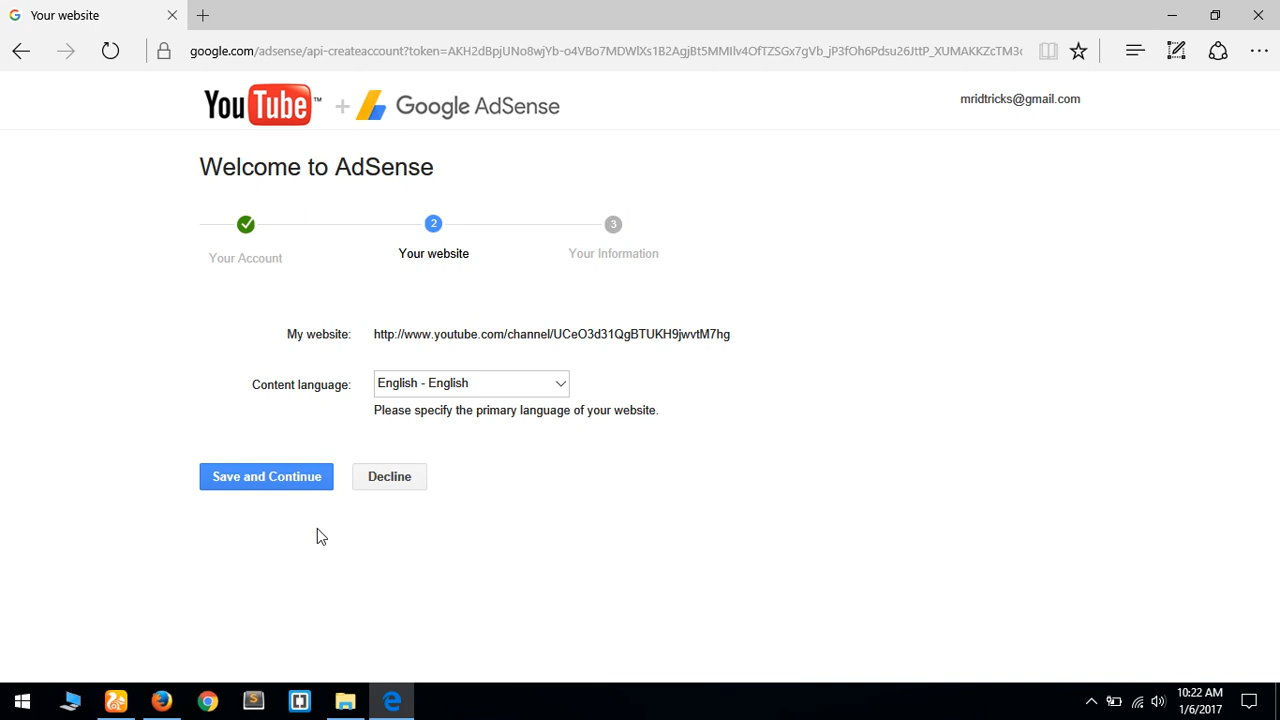 Your website
google.com/adsense/api-createaccount?token=AKH2dBpjUNo8wjYb-o4VBo7MDWlXs1B2AgjBt5MMIlv4OfTZSGx7gVb_jP3fOh6Pdsu26JttP_XUMAKKZcTM3
YouTube™ + Google AdSense
mridtricks@gmail.com
Welcome to AdSense
2
3
Your Account
Your website
Your Information
My website: http://www.youtube.com/channel/UCeO3d31QgBTUKH9jwvtM7hg
Content language: English - English
Please specify the primary language of your website.
Save and Continue
Decline
10:22 AM
1/6/2017